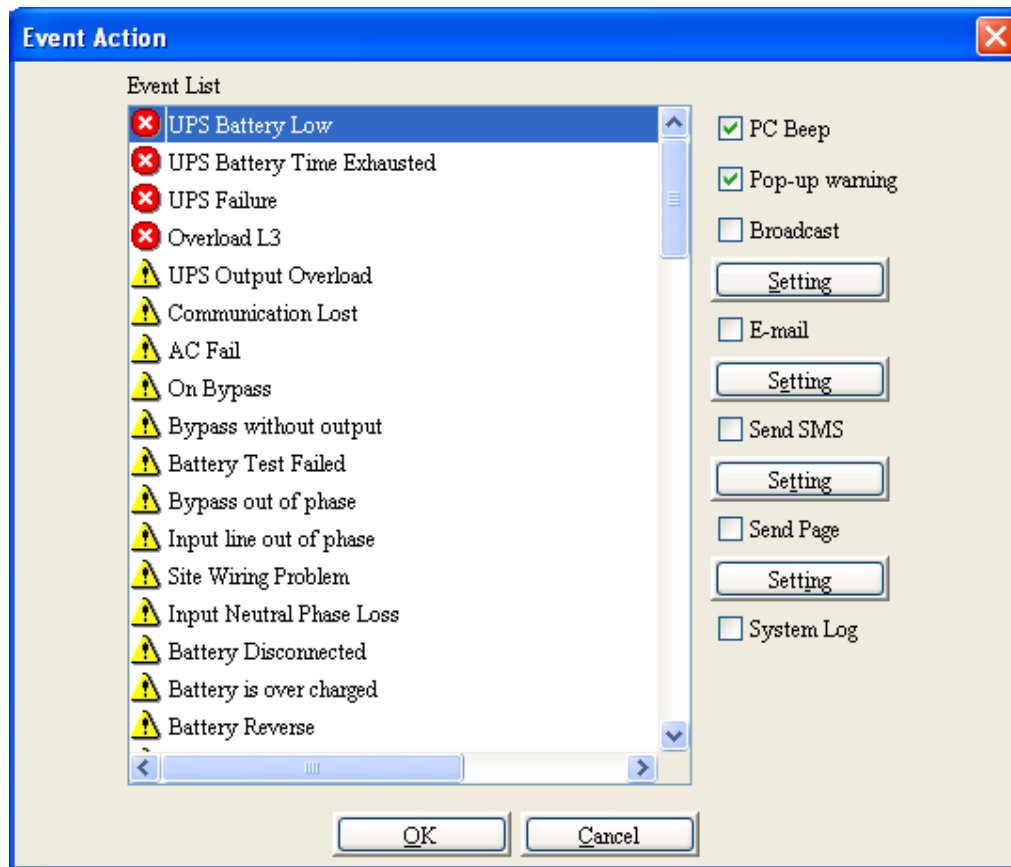 Event Action
Event List
UPS Battery Low
UPS Battery Time Exhausted
UPS Failure
Overload L3
UPS Output Overload
Communication Lost
AC Fail
On Bypass
Bypass without output
Battery Test Failed
Bypass out of phase
Input line out of phase
Site Wiring Problem
Input Neutral Phase Loss
Battery Disconnected
Battery is over charged
Battery Reverse
PC Beep
Pop-up warning
Broadcast
Setting
E-mail
Setting
Send SMS
Setting
Send Page
Setting
System Log
OK
Cancel